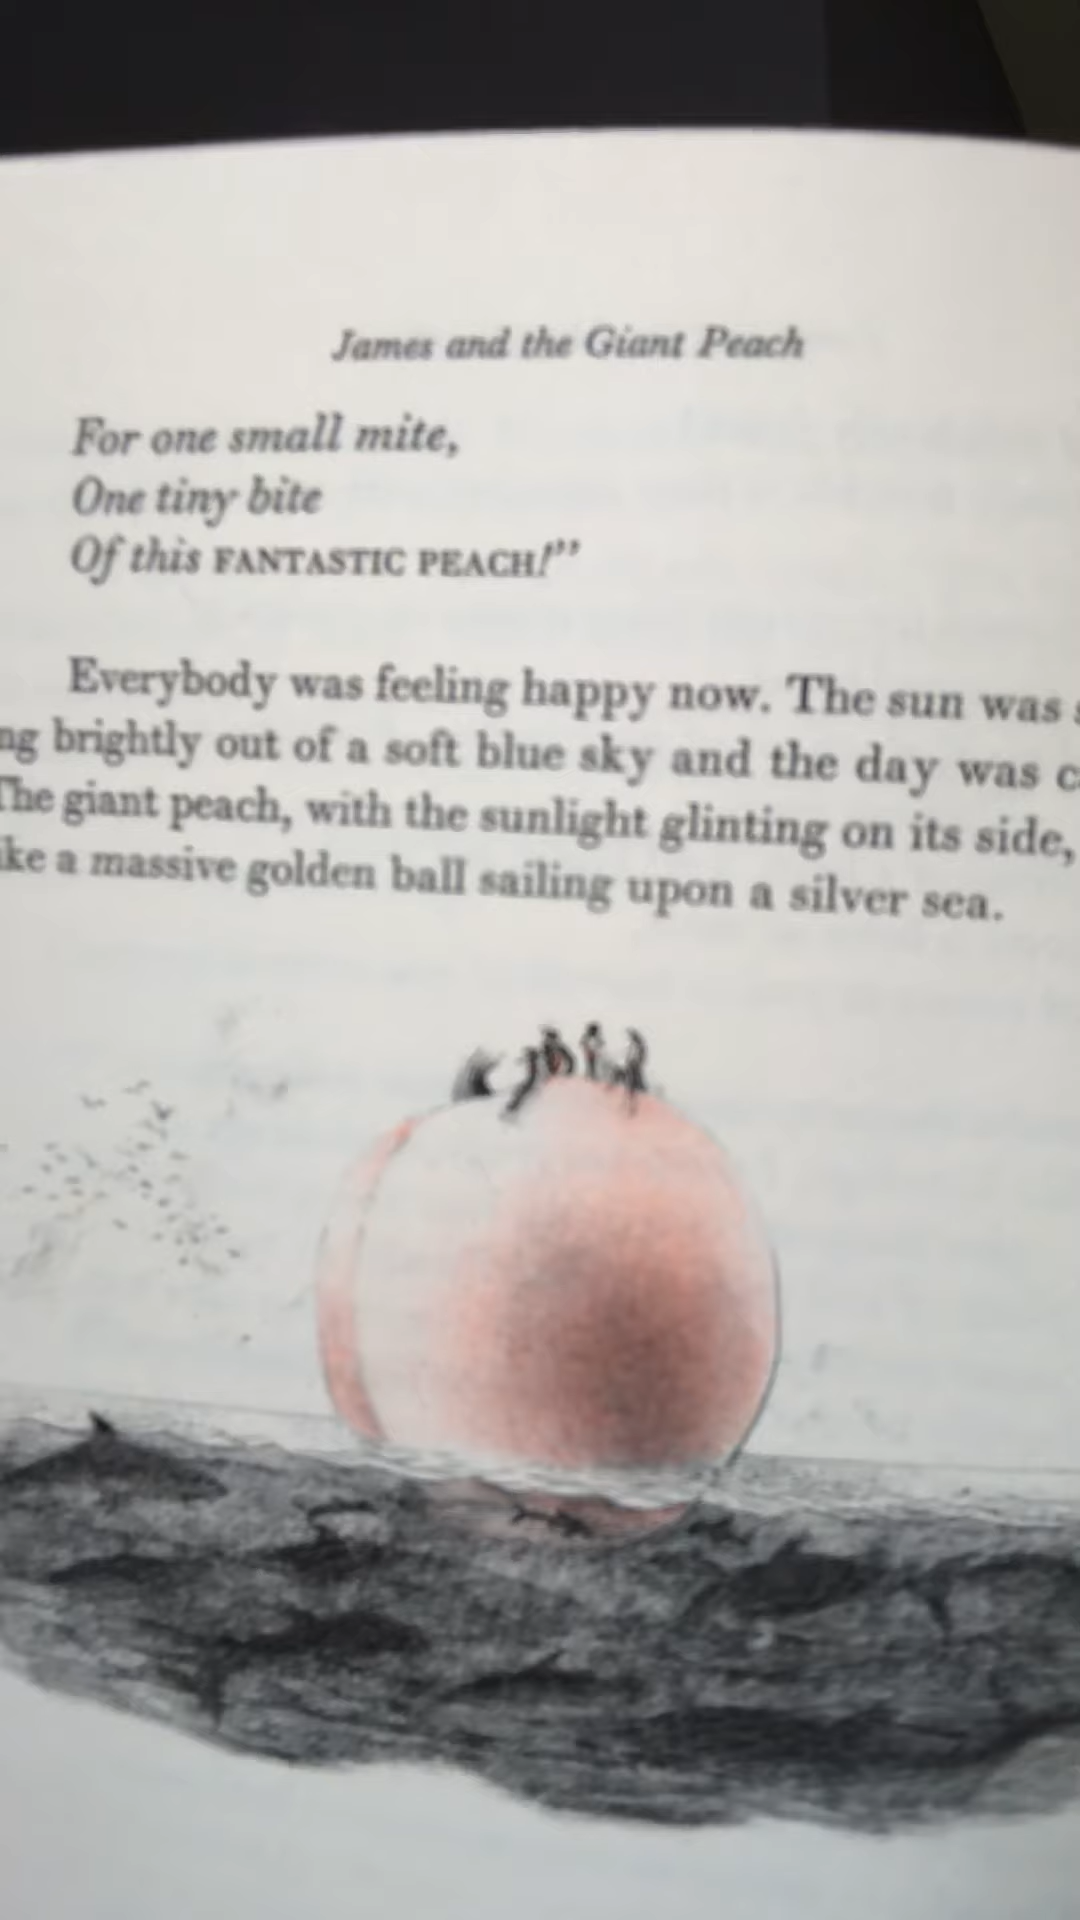 James and the Giant Peach
For one small mite,
One tiny bite
Of this FANTASTIC PEACH!”
Everybody was feeling happy now. The sun was
ng brightly out of a soft blue sky and the day was
The giant peach, with the sunlight glinting on its side,
ike a massive golden ball sailing upon a silver sea.